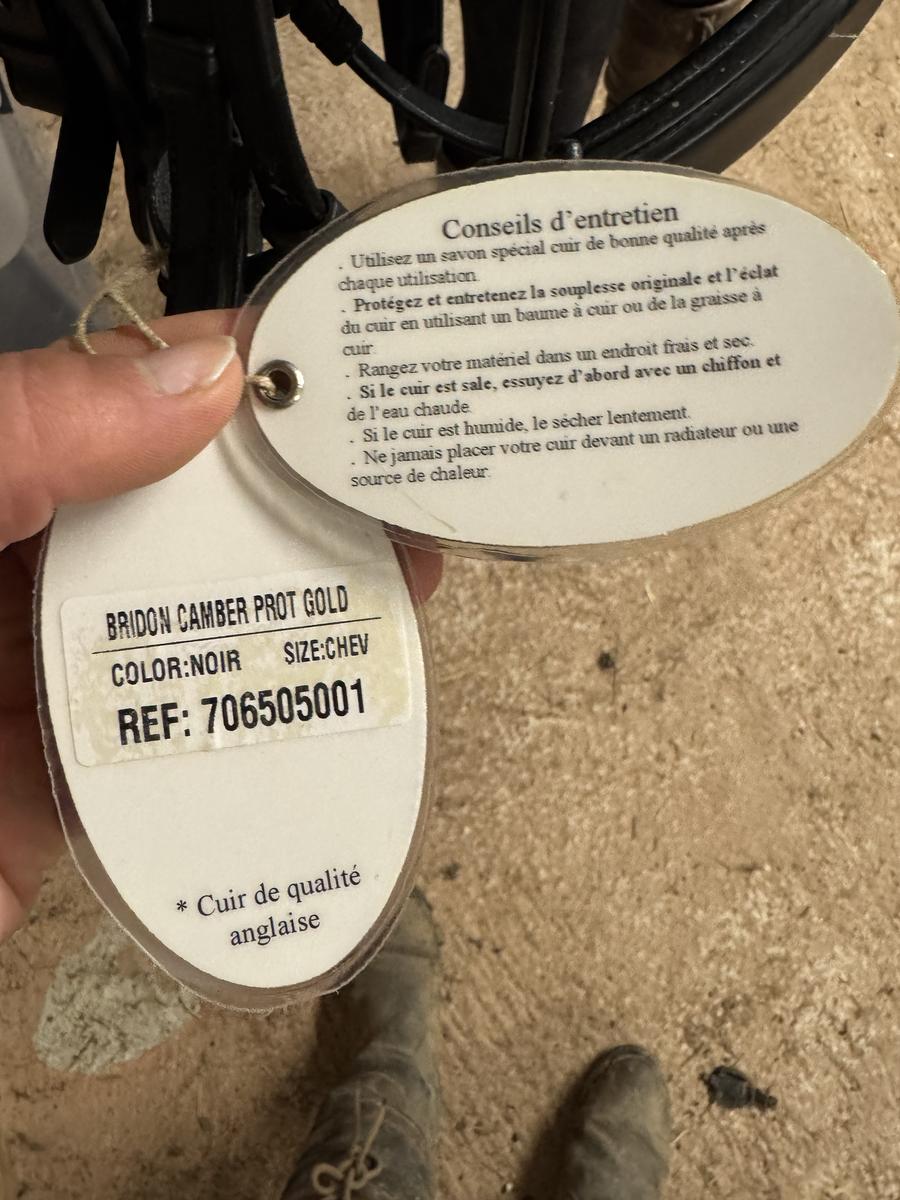 Conseils d'entretien
. Utilisez un savon spécial cuir de bonne qualité après
chaque utilisation.
. Protégez et entretenez la souplesse originale et l'éclat
du cuir en utilisant un baume à cuir ou de la graisse à
cuir.
. Rangez votre matériel dans un endroit frais et sec.
. Si le cuir est sale, essuyez d'abord avec un chiffon et
de l'eau chaude.
. Si le cuir est humide, le sécher lentement.
. Ne jamais placer votre cuir devant un radiateur ou une
source de chaleur.
BRIDON CAMBER PROT GOLD
COLOR:NOIR SIZE:CHEV
REF: 706505001
* Cuir de qualité
anglaise